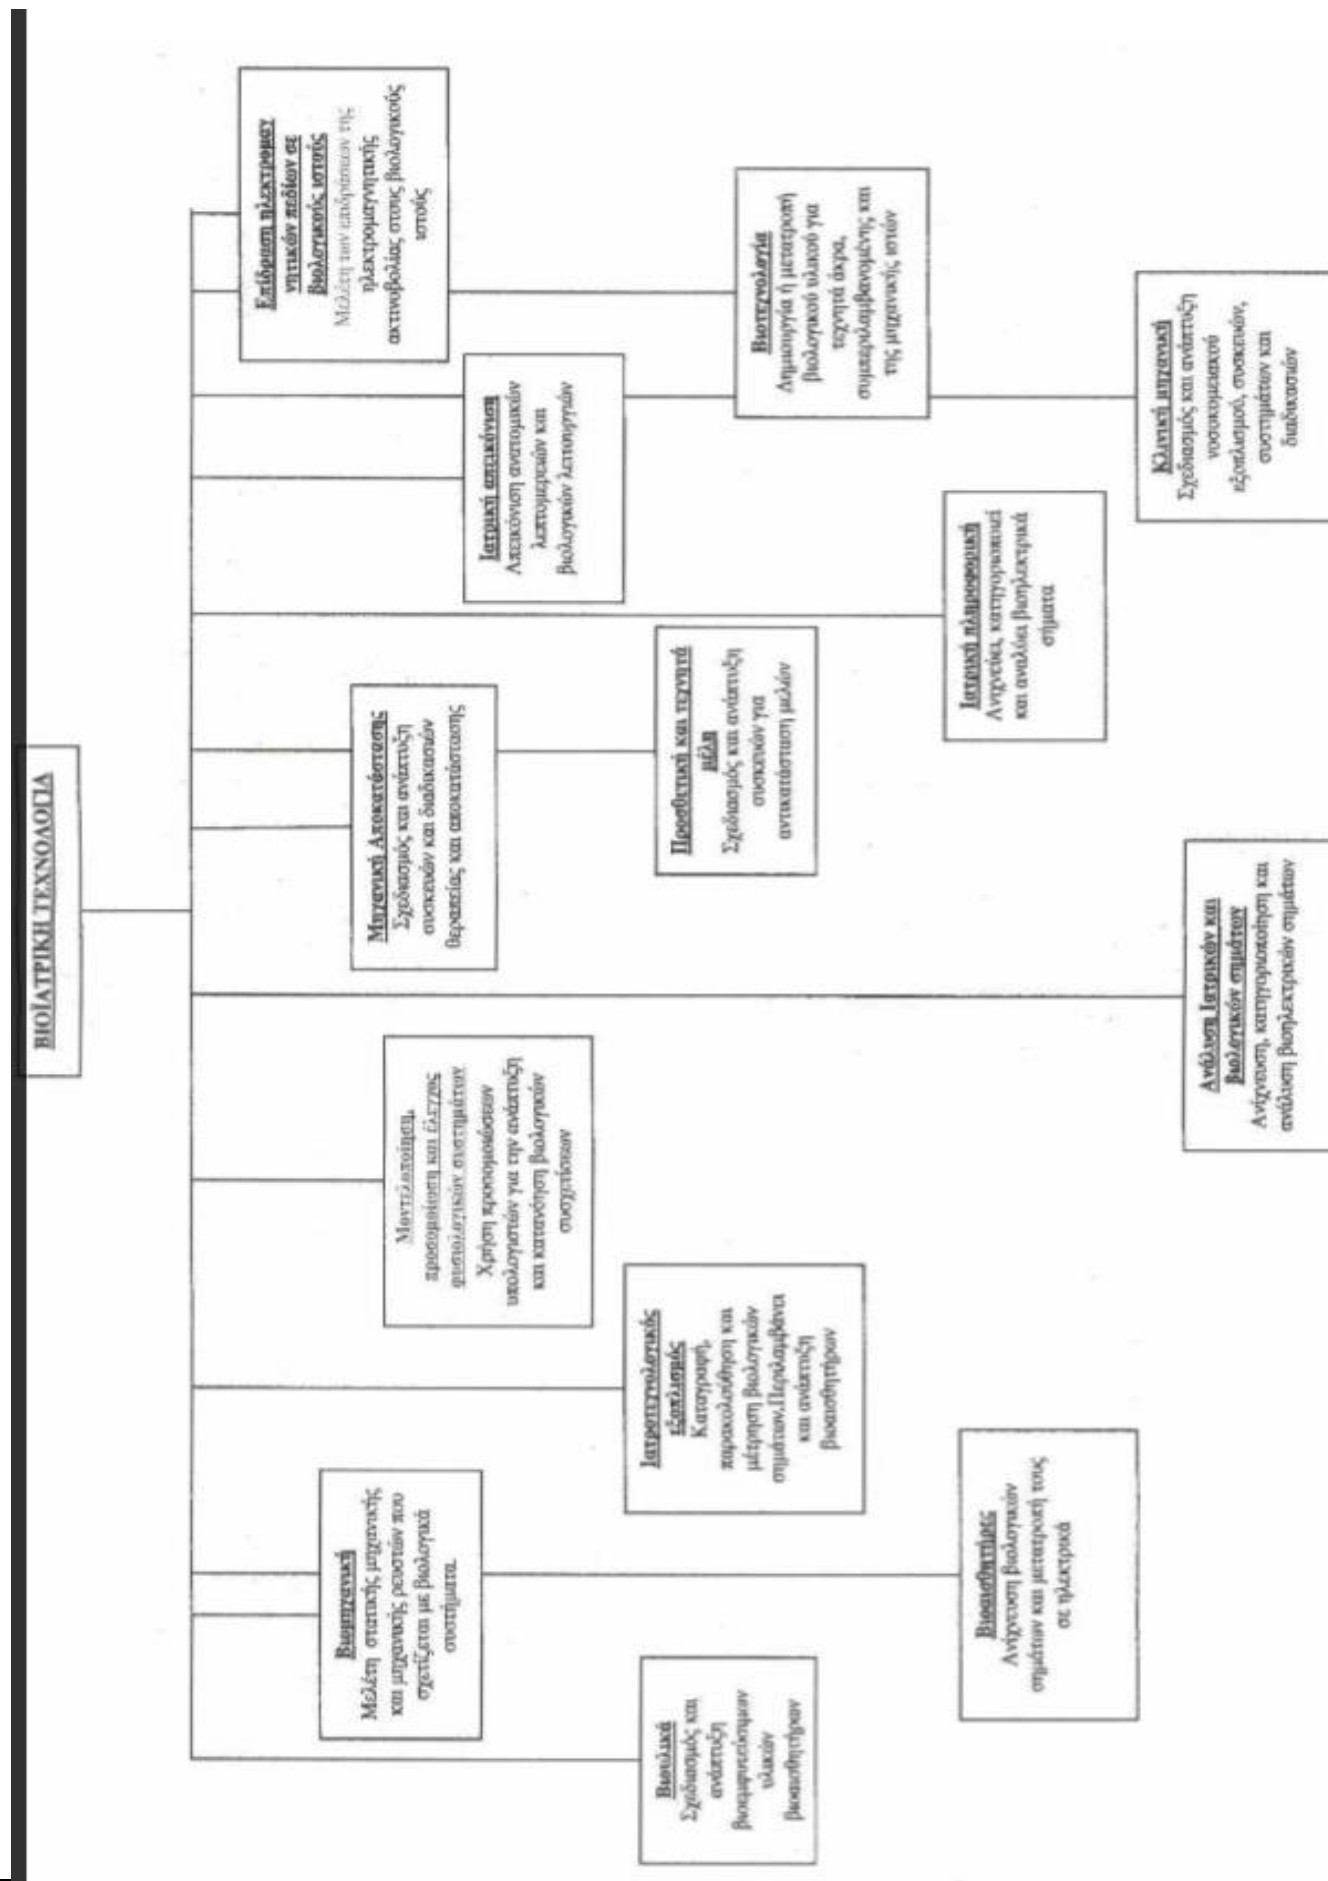 ΒΙΟΪΑΤΡΙΚΗ ΤΕΧΝΟΛΟΓΙΑ
Βιοϋλικά
Σχεδιασμός και
ανάπτυξη
βιοεμφυτεύσιμων
υλικών
βιοαισθητήρων
Βιομηχανική
Μελέτη στατικής μηχανικής
και μηχανικής ρευστών που
σχετίζεται με βιολογικά
συστήματα.
Βιοαισθητήρες
Ανίχνευση βιολογικών
σημάτων και μετατροπή τους
σε ηλεκτρικά
Ιατροτεχνολογικός
εξοπλισμός
Καταγραφή,
παρακολούθηση και
μέτρηση βιολογικών
σημάτων.Περιλαμβάνει
και ανάπτυξη
βιοαισθητήρων
Μοντελοποίηση,
προσομοίωση και έλεγχος
φυσιολογικών συστημάτων
Χρήση προσομοιώσεων
υπολογιστών για την ανάπτυξη
και κατανόηση βιολογικών
συσχετίσεων
Ανάλυση Ιατρικών και
βιολογικών σημάτων
Ανίχνευση, κατηγοριοποίηση και
ανάλυση βιοηλεκτρικών σημάτων
Μηχανική Αποκατάστασης
Σχεδιασμός και ανάπτυξη
συσκευών και διαδικασιών
θεραπείας και αποκατάστασης
Προσθετική και τεχνητά
μέλη
Σχεδιασμός και ανάπτυξη
συσκευών για
αντικατάσταση μελών
Ιατρική πληροφορική
Ανιχνεύει, κατηγοριοποιεί
και αναλύει βιοηλεκτρικά
σήματα
Ιατρική απεικόνιση
Απεικόνιση ανατομικών
λεπτομερειών και
βιολογικών λειτουργιών
Κλινική μηχανική
Σχεδιασμός και ανάπτυξη
νοσοκομειακού
εξοπλισμού, συσκευών,
συστημάτων και
διαδικασιών
Βιοτεχνολογία
Δημιουργία ή μετατροπή
βιολογικού υλικού για
τεχνητά άκρα,
συμπεριλαμβανομένης και
της μηχανικής ιστών
Επίδραση ηλεκτρομαγ
νητικών πεδίων σε
βιολογικούς ιστούς
Μελέτη των επιδράσεων της
ηλεκτρομαγνητικής
ακτινοβολίας στους βιολογικούς
ιστούς